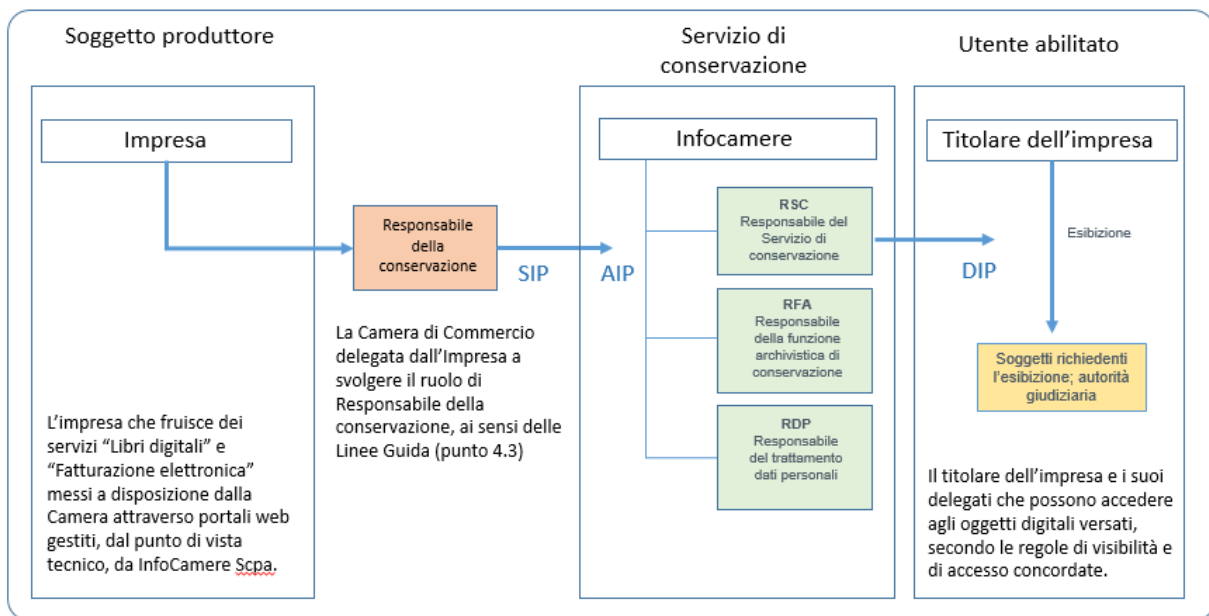 Soggetto produttore
Impresa
L’impresa che fruisce dei
servizi “Libri digitali” e
“Fatturazione elettronica”
messi a disposizione dalla
Camera attraverso portali web
gestiti, dal punto di vista
tecnico, da InfoCamere Scpa.
Responsabile
della
conservazione
SIP
La Camera di Commercio
delegata dall’Impresa a
svolgere il ruolo di
Responsabile della
conservazione, ai sensi delle
Linee Guida (punto 4.3)
Servizio di
conservazione
Infocamere
AIP
RSC
Responsabile del
Servizio di
conservazione
RFA
Responsabile
della funzione
archivistica di
conservazione
RDP
Responsabile
del trattamento
dati personali
Utente abilitato
Titolare dell’impresa
DIP
Esibizione
Soggetti richiedenti
l’esibizione; autorità
giudiziaria
Il titolare dell’impresa e i suoi
delegati che possono accedere
agli oggetti digitali versati,
secondo le regole di visibilità e
di accesso concordate.